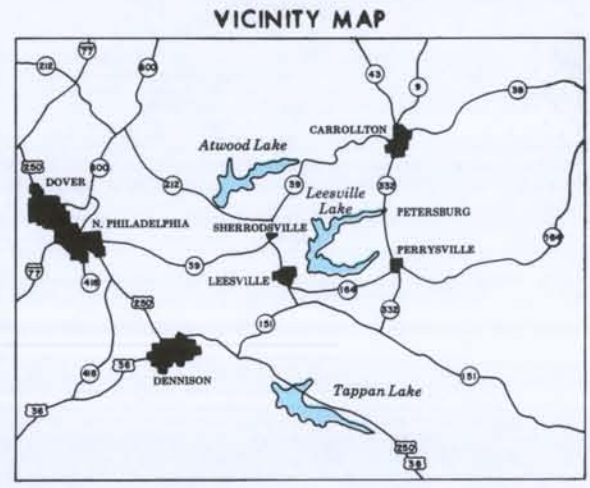 VICINITY MAP
77
212
800
43
9
39
CARROLLTON
Atwood Lake
250
800
DOVER
212
39
Leesville
Lake
332
PETERSBURG
N. PHILADELPHIA
SHERRODSVILLE
PERRYSVILLE
164
77
416
39
LEESVILLE
164
250
332
151
36
DENNISON
416
151
Tappan Lake
36
250
36